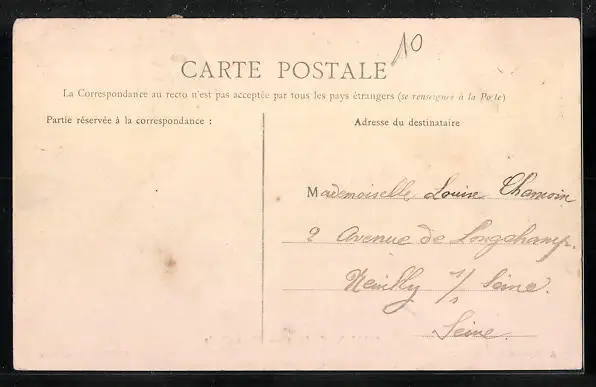 10
CARTE POSTALE
La Correspondance au recto n'est pas acceptée par tous les pays étrangers (se renseigner à la Poste)
Partie réservée à la correspondance :
Adresse du destinataire
Mademoiselle Louise
2 Avenue de Longchamp.
Neuilly s/ Seine.
Seine.